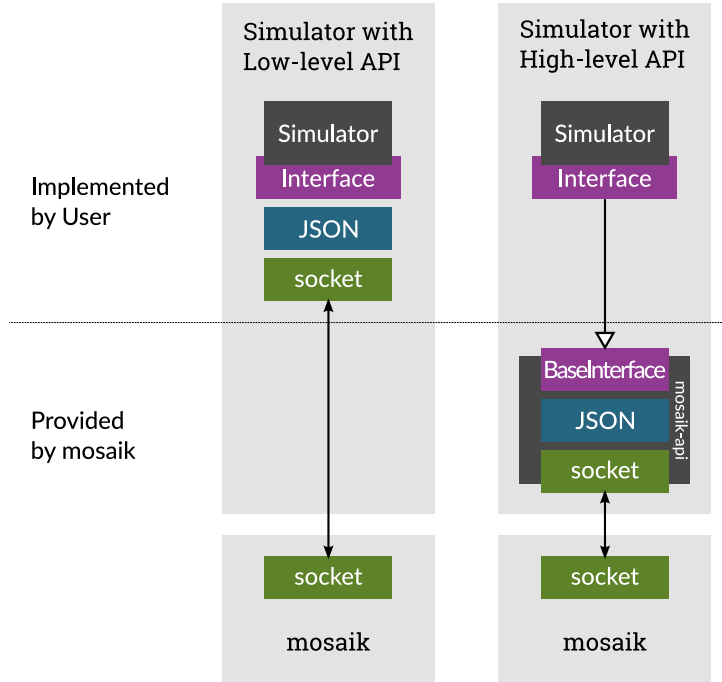 Simulator with
Low-level API
Simulator
Interface
JSON
socket
Simulator with
High-level API
Simulator
Interface
Implemented
by User
Provided
by mosaik
BaseInterface
JSON
socket
mosaik-api
socket
mosaik
socket
mosaik